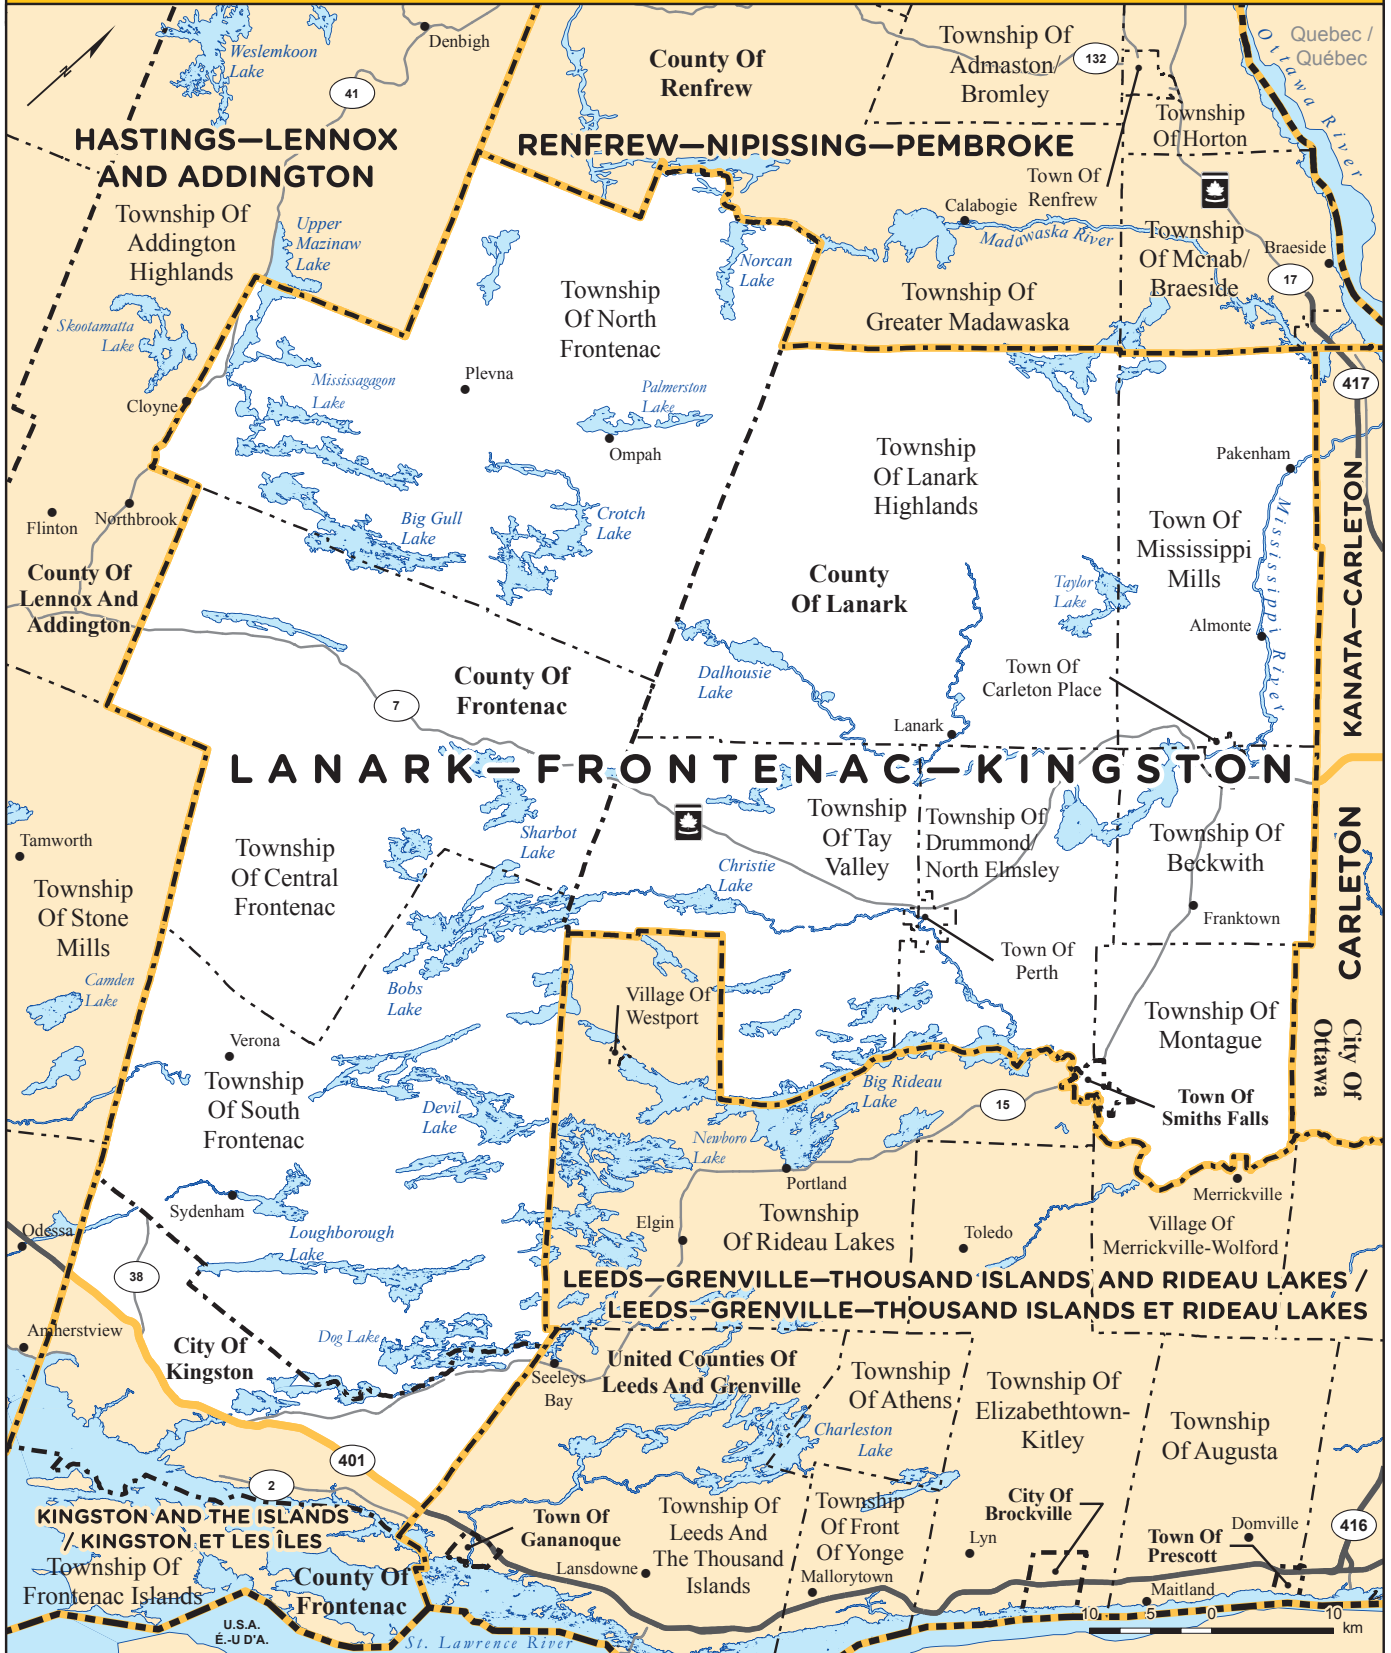 Weslemkoon
Lake
Denbigh
41
N
County Of
Renfrew
Township Of
Admaston/
Bromley
132
Quebec /
Québec
Ottawa River
Township
Of Horton
HASTINGS—LENNOX
AND ADDINGTON
RENFREW—NIPISSING—PEMBROKE
Town Of
Renfrew
Township Of
Addington
Highlands
Upper
Mazinaw
Lake
Calabogie
Madawaska River
Township
Of Mcnab/
Braeside
Braeside
17
Norcan
Lake
Township
Of North
Frontenac
Township Of
Greater Madawaska
Skootamatta
Lake
Cloyne
Mississagagon
Lake
Plevna
Palmerston
Lake
Ompah
417
Township
Of Lanark
Highlands
Pakenham
Flinton
Northbrook
Big Gull
Lake
Crotch
Lake
Town Of
Mississippi
Mills
Mississippi River
KANATA—CARLETON
County Of
Lennox And
Addington
County
Of Lanark
Taylor
Lake
Almonte
County Of
Frontenac
Dalhousie
Lake
Town Of
Carleton Place
7
Lanark
LANARK—FRONTENAC—KINGSTON
Tamworth
Township
Of Stone
Mills
Township
Of Central
Frontenac
Sharbot
Lake
Township
Of Tay
Valley
Township Of
Drummond/
North Elmsley
Township Of
Beckwith
CARLETON
Christie
Lake
Franktown
Town Of
Perth
Camden
Lake
Bobs
Lake
Village Of
Westport
Township Of
Montague
City Of
Ottawa
Verona
Township
Of South
Frontenac
Devil
Lake
Big Rideau
Lake
15
Town Of
Smiths Falls
Newboro
Lake
Portland
Merrickville
Sydenham
Odessa
Loughborough
Lake
Elgin
Township
Of Rideau Lakes
Toledo
Village Of
Merrickville-Wolford
38
LEEDS—GRENVILLE—THOUSAND ISLANDS AND RIDEAU LAKES /
LEEDS—GRENVILLE—THOUSAND ISLANDS ET RIDEAU LAKES
Amherstview
City Of
Kingston
Dog Lake
Seeleys
Bay
United Counties Of
Leeds And Grenville
Township
Of Athens
Township Of
Elizabethtown-
Kitley
Township
Of Augusta
Charleston
Lake
401
2
KINGSTON AND THE ISLANDS
/ KINGSTON ET LES ÎLES
Township Of
Frontenac Islands
County Of
Frontenac
Town Of
Gananoque
Lansdowne
Township Of
Leeds And
The Thousand
Islands
Township
Of Front
Of Yonge
Mallorytown
City Of
Brockville
Lyn
Town Of
Prescott
Domville
416
Maitland
U.S.A.
É.-U D'A.
St. Lawrence River
10 5 0 10
km